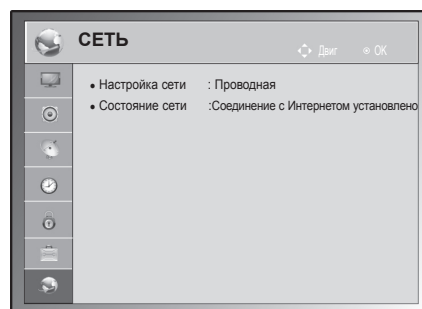 СЕТЬ
Двиг OK
• Настройка сети : Проводная
• Состояние сети :Соединение с Интернетом установлено